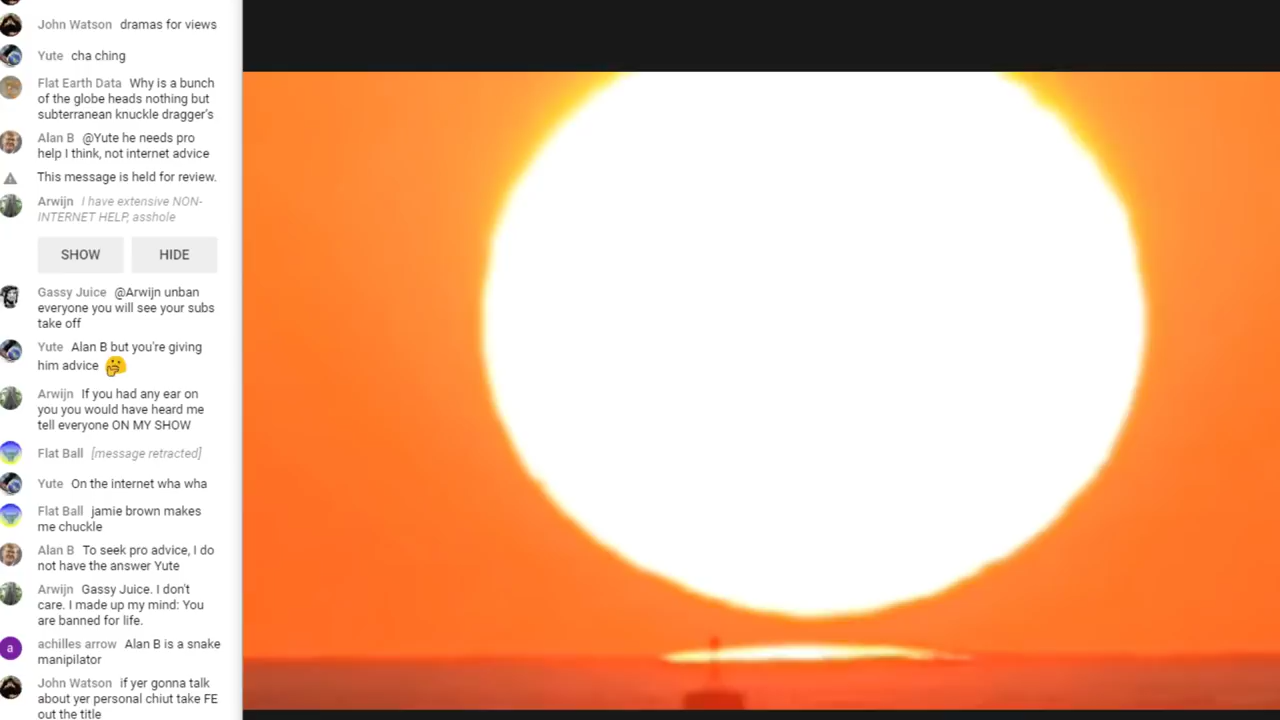 John Watson dramas for views
Yute cha ching
Flat Earth Data Why is a bunch
of the globe heads nothing but
subterranean knuckle dragger's
Alan B @Yute he needs pro
help I think, not internet advice
This message is held for review.
Arwijn I have extensive NON-
INTERNET HELP, asshole
SHOW HIDE
Gassy Juice @Arwijn unban
everyone you will see your subs
take off
Yute Alan B but you're giving
him advice 🤔
Arwijn If you had any ear on
you you would have heard me
tell everyone ON MY SHOW
Flat Ball [message retracted]
Yute On the internet wha wha
Flat Ball jamie brown makes
me chuckle
Alan B To seek pro advice, I do
not have the answer Yute
Arwijn Gassy Juice. I don't
care. I made up my mind: You
are banned for life.
a
achilles arrow Alan B is a snake
manipilator
John Watson if yer gonna talk
about yer personal chiut take FE
out the title